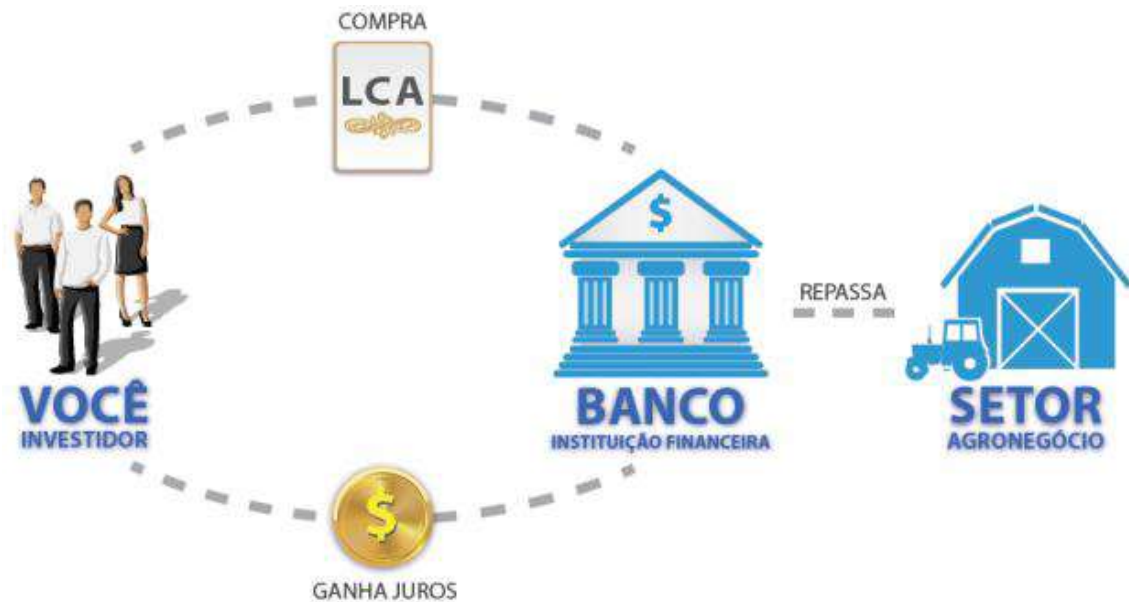 COMPRA
LCA
$
REPASSA
VOCÊ
INVESTIDOR
BANCO
INSTITUIÇÃO FINANCEIRA
SETOR
AGRONEGÓCIO
$
GANHA JUROS